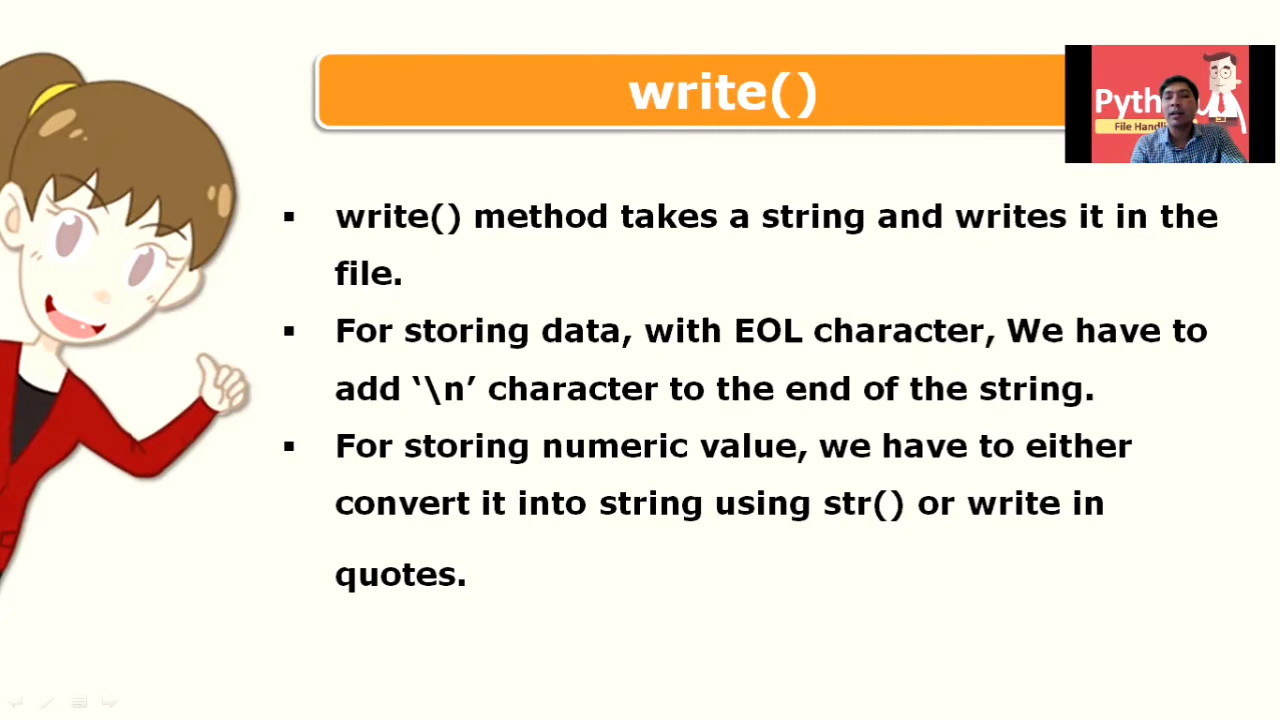 write()
Pyth
File Handli
▪ write() method takes a string and writes it in the
file.
▪ For storing data, with EOL character, We have to
add ‘\n’ character to the end of the string.
▪ For storing numeric value, we have to either
convert it into string using str() or write in
quotes.